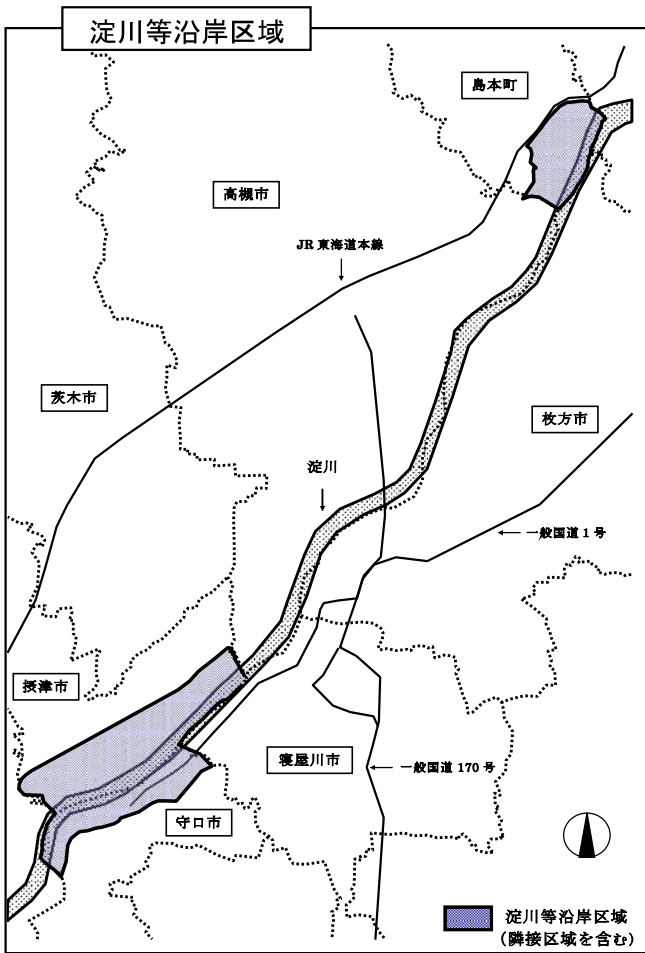 淀川等沿岸区域
島本町
高槻市
JR東海道本線
茨木市
枚方市
淀川
一般国道1号
摂津市
寝屋川市
一般国道170号
守口市
淀川等沿岸区域
(隣接区域を含む)